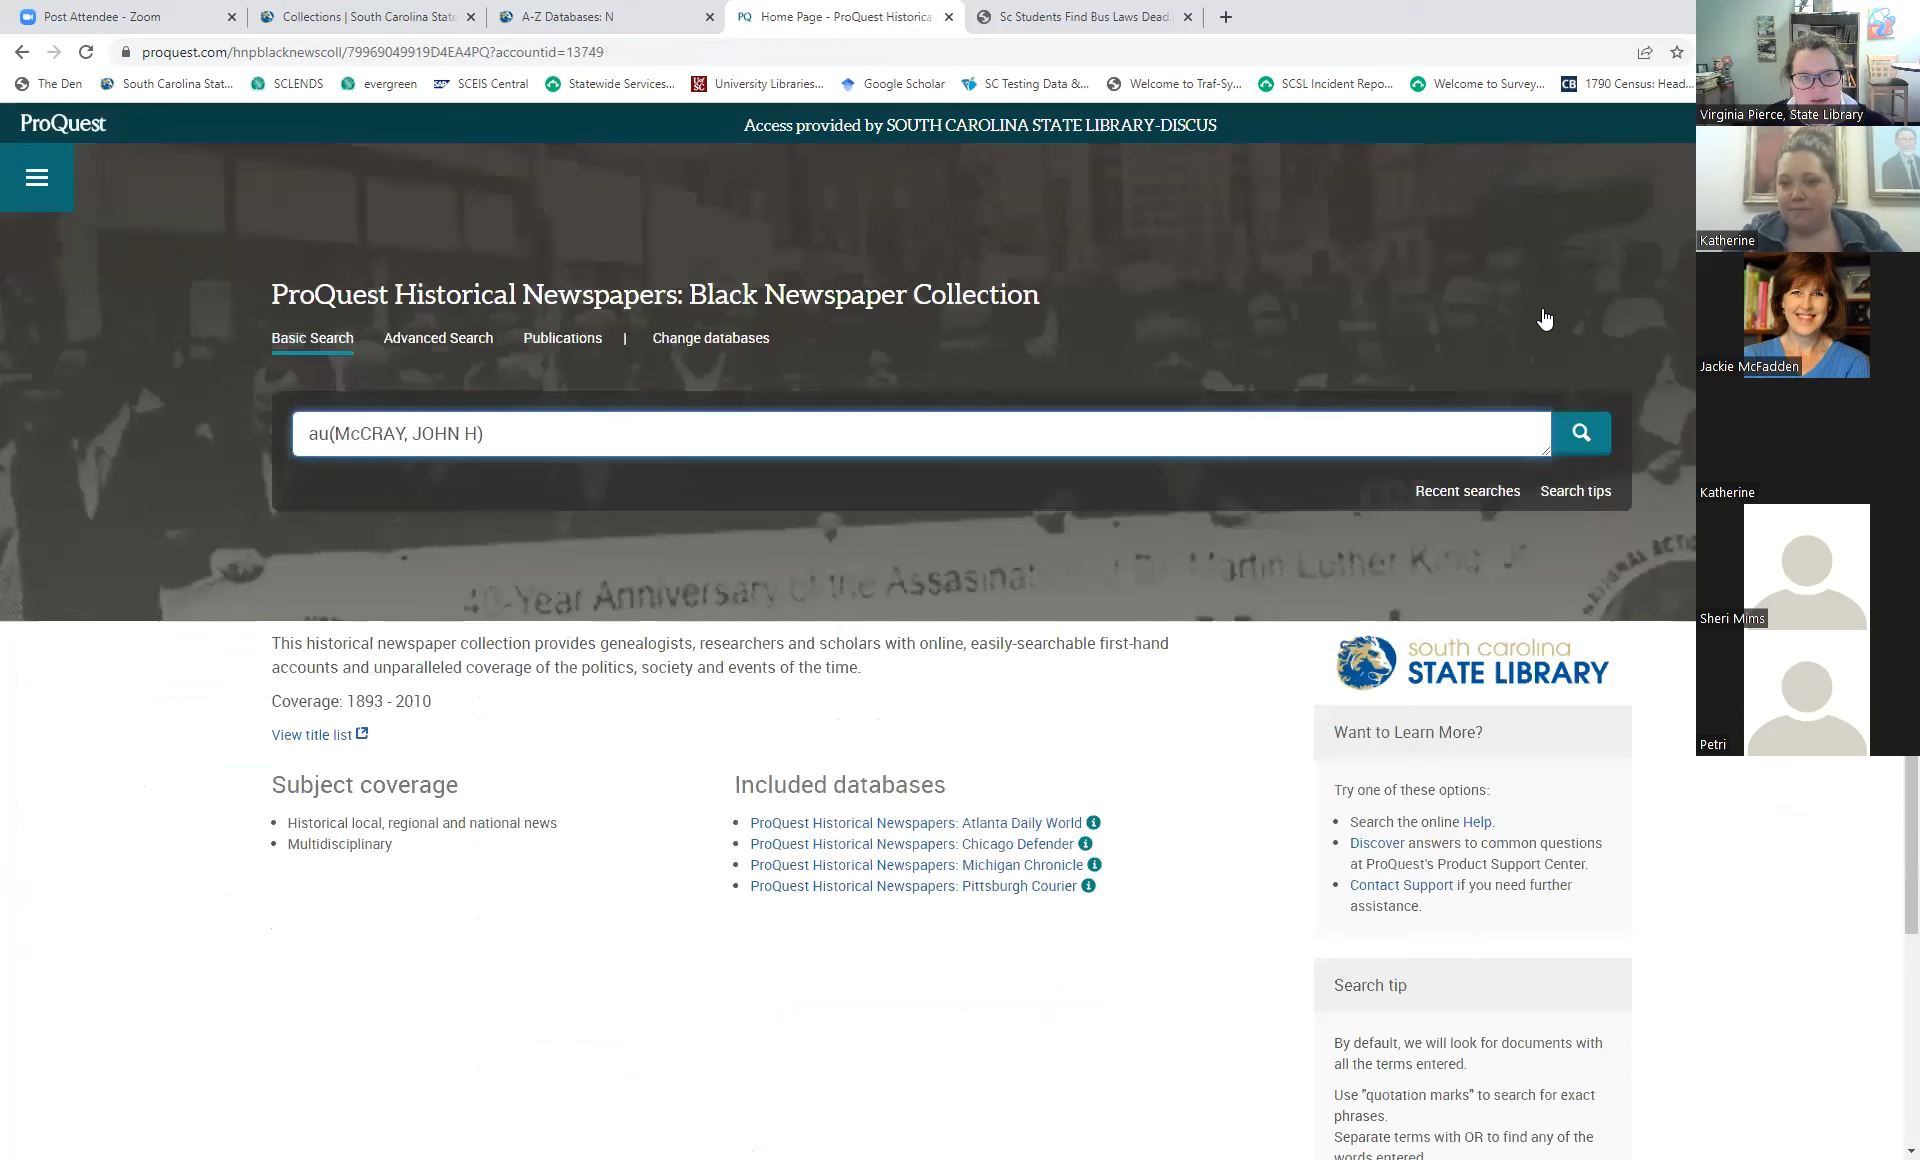 Post Attendee - Zoom
Collections | South Carolina State
A-Z Databases: N
PQ Home Page - ProQuest Historica
Sc Students Find Bus Laws Dead.
proquest.com/hnpblacknewscoll/79969049919D4EA4PQ?accountid=13749
The Den
South Carolina Stat...
SCLENDS
evergreen
SCEIS Central
Statewide Services...
University Libraries...
Google Scholar
SC Testing Data &...
Welcome to Traf-Sy...
SCSL Incident Repo...
Welcome to Survey...
CB 1790 Census: Head...
ProQuest
Access provided by SOUTH CAROLINA STATE LIBRARY-DISCUS
Virginia Pierce, State Library
Katherine
Jackie McFadden
Katherine
Sheri Mims
Petri
ProQuest Historical Newspapers: Black Newspaper Collection
Basic Search Advanced Search Publications | Change databases
au(McCRAY, JOHN H)
Recent searches Search tips
40-Year Anniversary of the Assasinat Dr. Martin Luther King Jr
This historical newspaper collection provides genealogists, researchers and scholars with online, easily-searchable first-hand
accounts and unparalleled coverage of the politics, society and events of the time.
Coverage: 1893 - 2010
View title list
Subject coverage
Historical local, regional and national news
Multidisciplinary
Included databases
ProQuest Historical Newspapers: Atlanta Daily World
ProQuest Historical Newspapers: Chicago Defender
ProQuest Historical Newspapers: Michigan Chronicle
ProQuest Historical Newspapers: Pittsburgh Courier
south carolina
STATE LIBRARY
Want to Learn More?
Try one of these options:
Search the online Help.
Discover answers to common questions
at ProQuest's Product Support Center.
Contact Support if you need further
assistance.
Search tip
By default, we will look for documents with
all the terms entered.
Use "quotation marks" to search for exact
phrases.
Separate terms with OR to find any of the
words entered